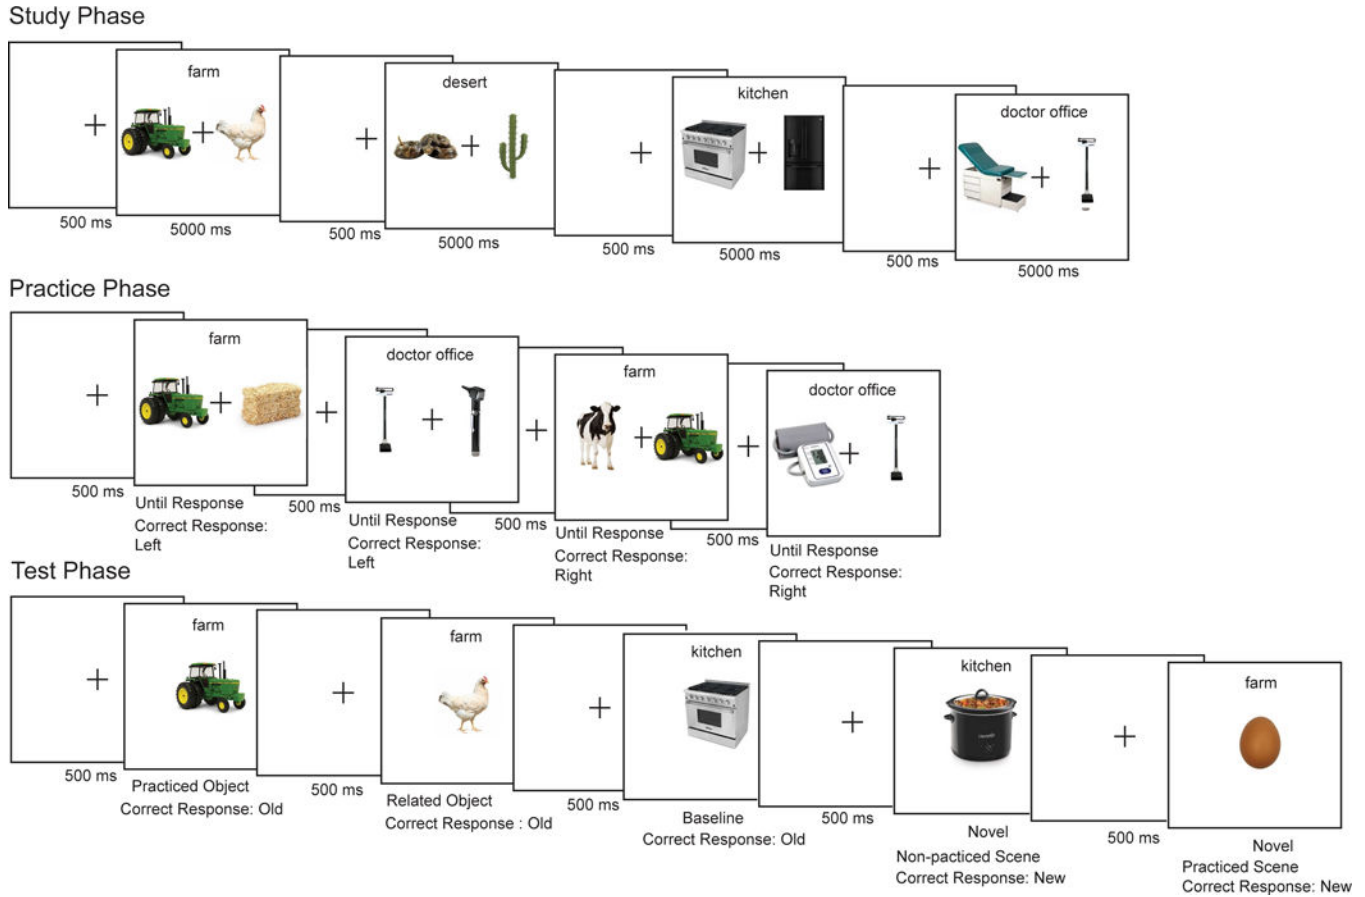 Study Phase
farm
desert
kitchen
doctor office
500 ms
5000 ms
500 ms
5000 ms
500 ms
5000 ms
500 ms
5000 ms
Practice Phase
farm
doctor office
farm
doctor office
500 ms
Until Response
Correct Response:
Left
500 ms
Until Response
Correct Response:
Left
500 ms
Until Response
Correct Response:
Right
500 ms
Until Response
Correct Response:
Right
Test Phase
farm
farm
kitchen
kitchen
farm
500 ms
Practiced Object
Correct Response: Old
500 ms
Related Object
Correct Response : Old
500 ms
Baseline
Correct Response: Old
500 ms
Novel
Non-pacticed Scene
Correct Response: New
500 ms
Novel
Practiced Scene
Correct Response: New